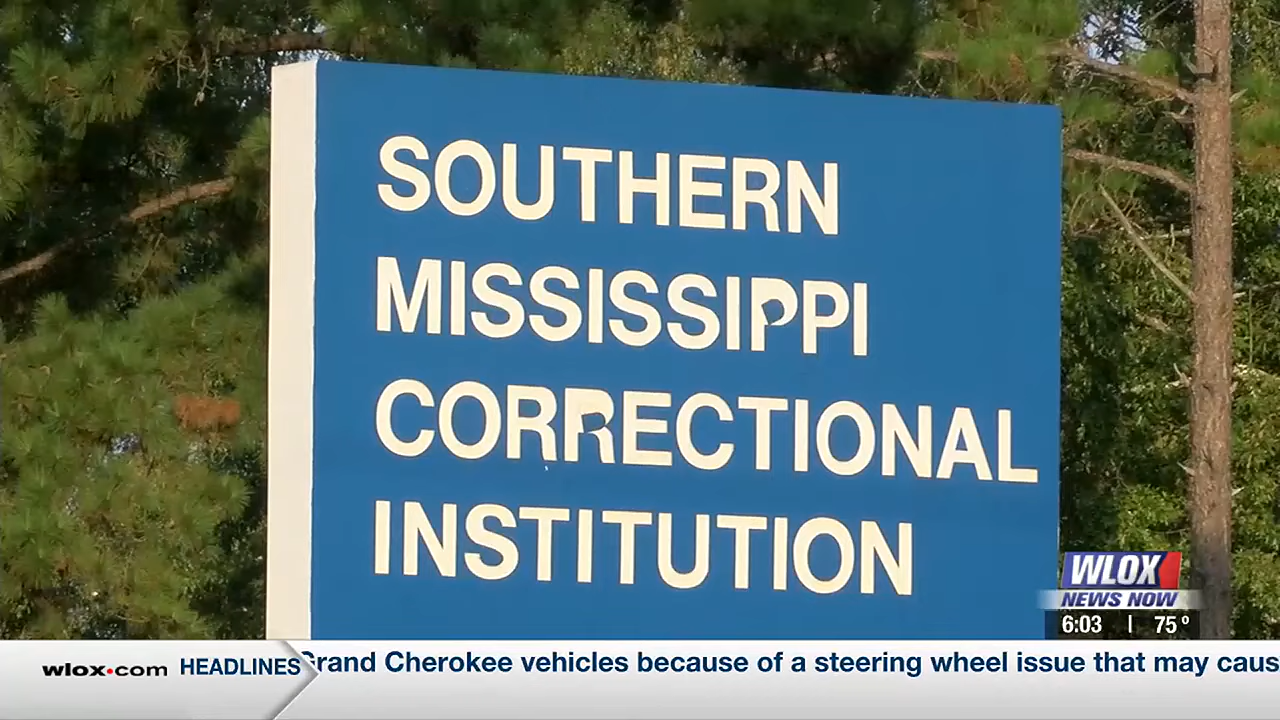 SOUTHERN
MISSISSIPPI
CORRECTIONAL
INSTITUTION
WLOX
NEWS NOW
6:03 | 75°
wlox.com HEADLINES Grand Cherokee vehicles because of a steering wheel issue that may caus